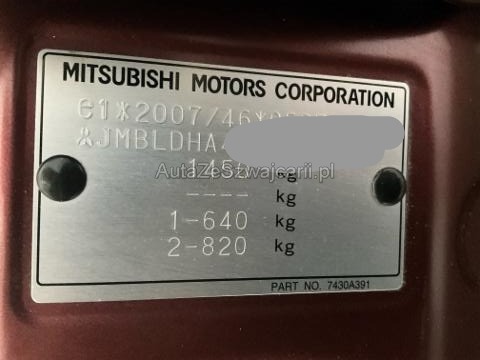 MITSUBISHI MOTORS CORPORATION
e1*2007/46*
*JMBLDHA
AutaZeSzwajcarii.pl
kg
---- kg
1-640 kg
2-820 kg
PART NO. 7430A391